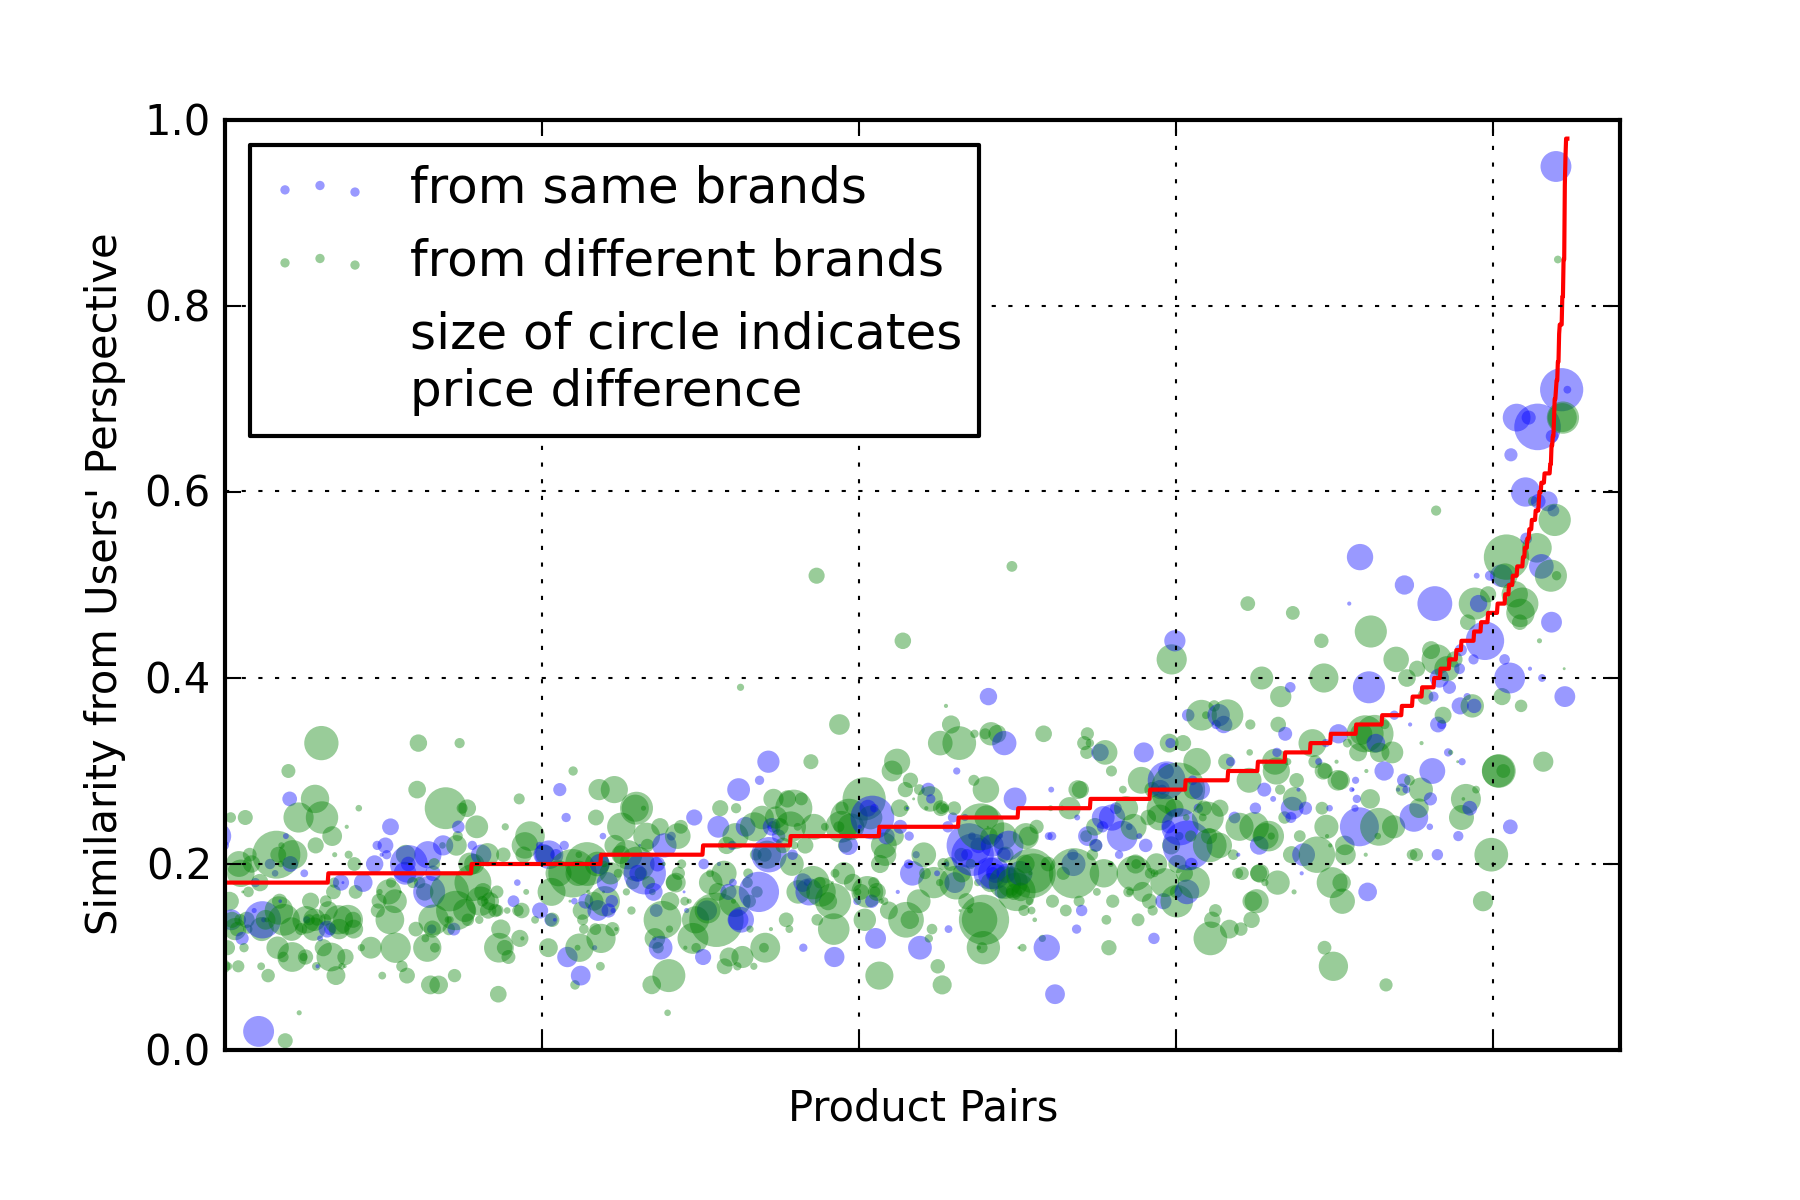 1.0
from same brands
from different brands
size of circle indicates
price difference
0.8
0.6
0.4
0.2
0.0
Similarity from Users' Perspective
Product Pairs